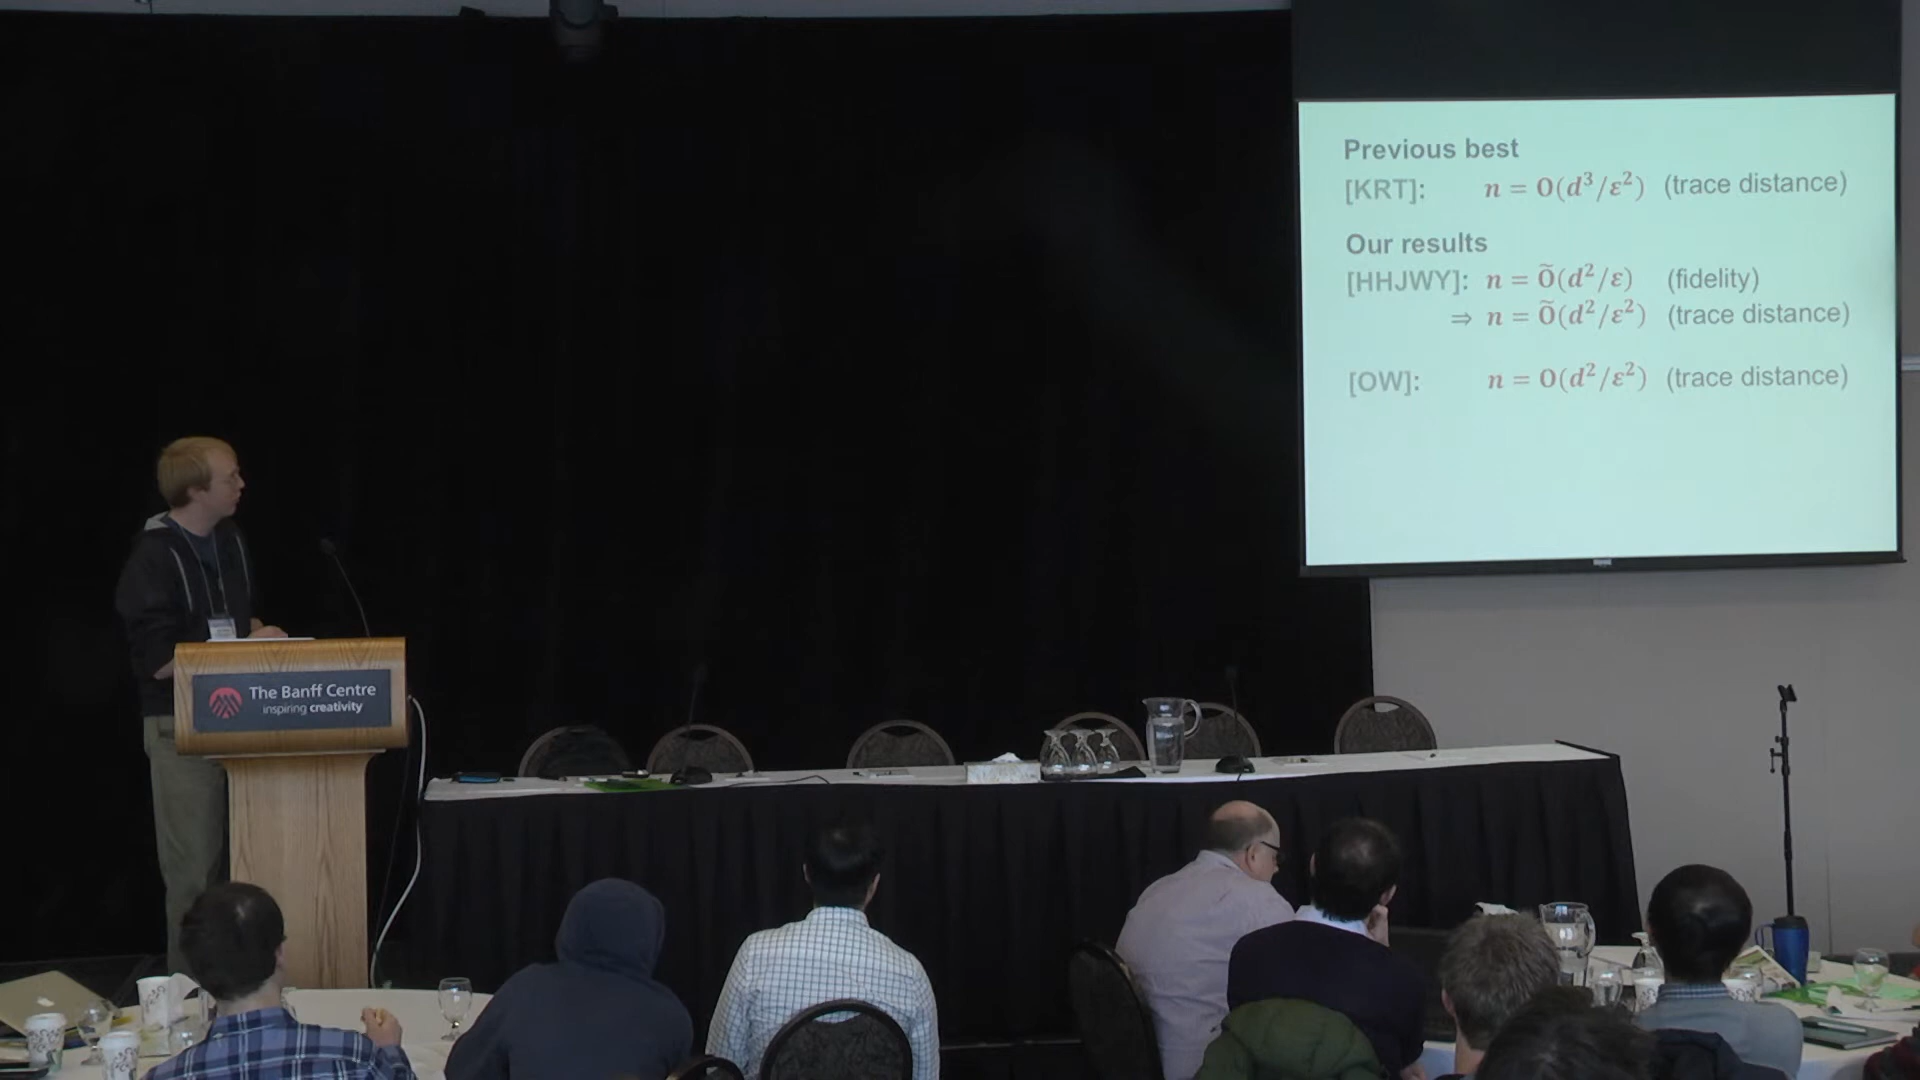 Previous best
[KRT]: n = O(d³/ε²) (trace distance)
Our results
[HHJWY]: n = Õ(d²/ε) (fidelity)
⇒ n = Õ(d²/ε²) (trace distance)
[OW]: n = O(d²/ε²) (trace distance)
The Banff Centre
inspiring creativity